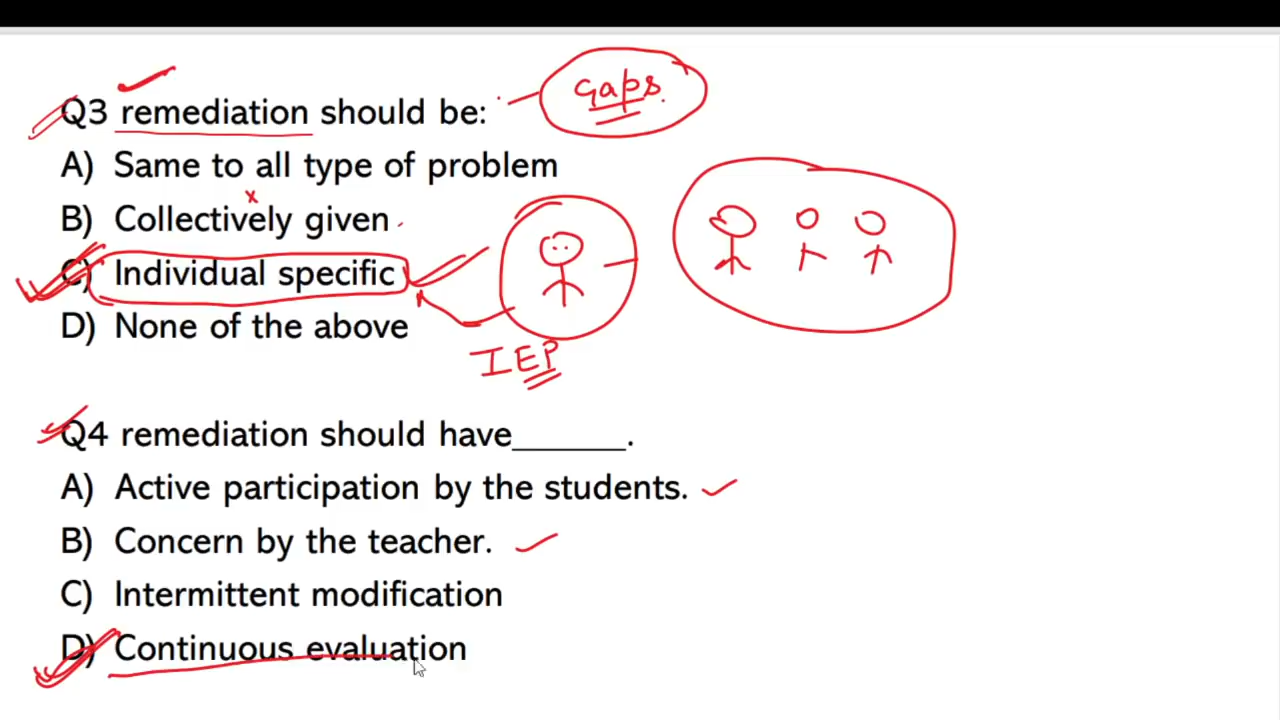 Q3 remediation should be:
Gaps
A) Same to all type of problem
B) Collectively given
C) Individual specific
D) None of the above
IEP
Q4 remediation should have_______.
A) Active participation by the students.
B) Concern by the teacher.
C) Intermittent modification
D) Continuous evaluation